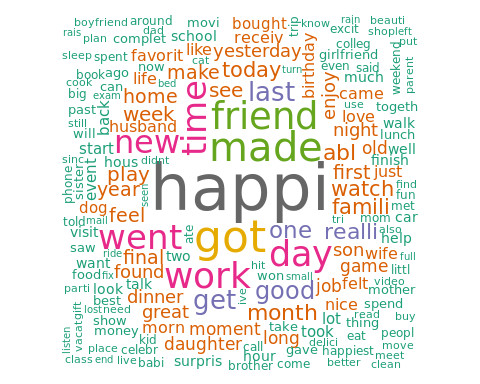 boyfriend around movi bought trip know rain beauti
rais plan dad complet school receiv excit shop left
sleep spent favorit like yesterday birthday girlfriend colleg put
book ago now cat make today turn even said weekend parent
cook can life bed see last enjoy much
big exam home time friend came use togeth
past back week love walk
still will husband new made night lunch
start abl old well
sinc hous didnt happi first just finish
phone sister event play seen watch find
year famili fun
dog feel met
told mail went ate got one realli tri mom car
visit day son wife also help
saw ride final two hit game full
want found work won small felt littl
food fix talk ive get good job video
parti look dinner month nice mother
vacat gift best great lot spend
lost need morn moment take took long read buy
show thing
money kid daughter call eat peopl
listen place celebr hour gave delici happiest move
class end live babi surpris brother come better meet clean